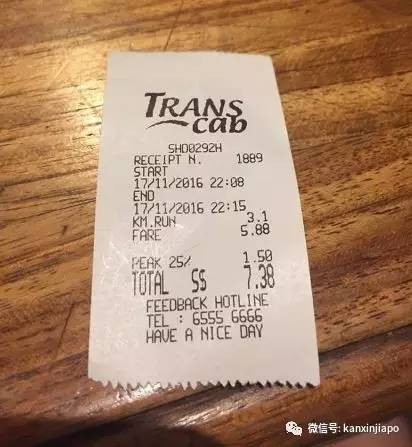 TRANS
cab
SHD0292H
RECEIPT N. 1889
START
17/11/2016 22:08
END
17/11/2016 22:15
KM.RUN 3.1
FARE 5.88
PEAK 25% 1.50
TOTAL S$ 7.38
FEEDBACK HOTLINE
TEL : 6555 6666
HAVE A NICE DAY
微信号: kanxinjiapo